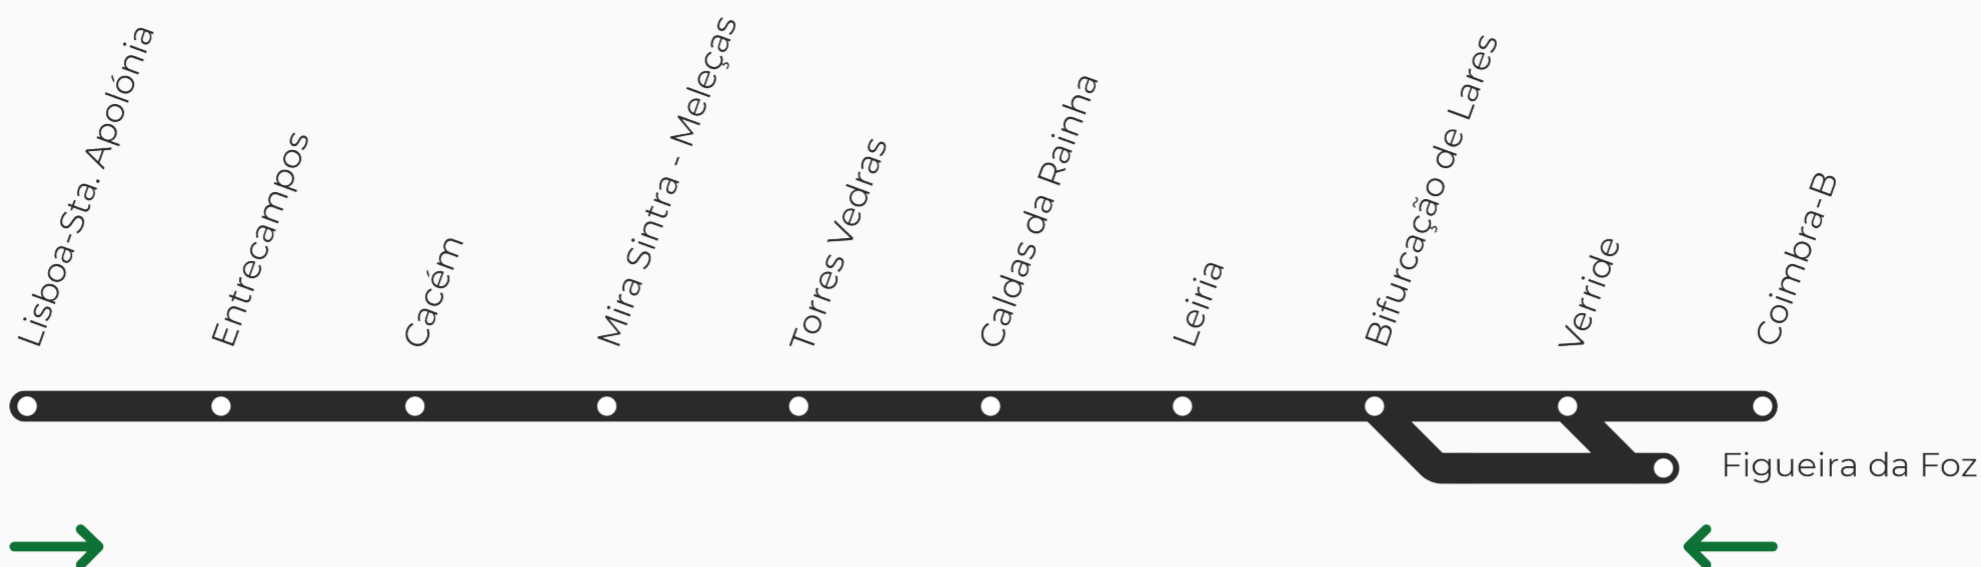 Lisboa-Sta. Apolónia
Entrecampos
Cacém
Mira Sintra - Meleças
Torres Vedras
Caldas da Rainha
Leiria
Bifurcação de Lares
Verride
Coimbra-B
Figueira da Foz